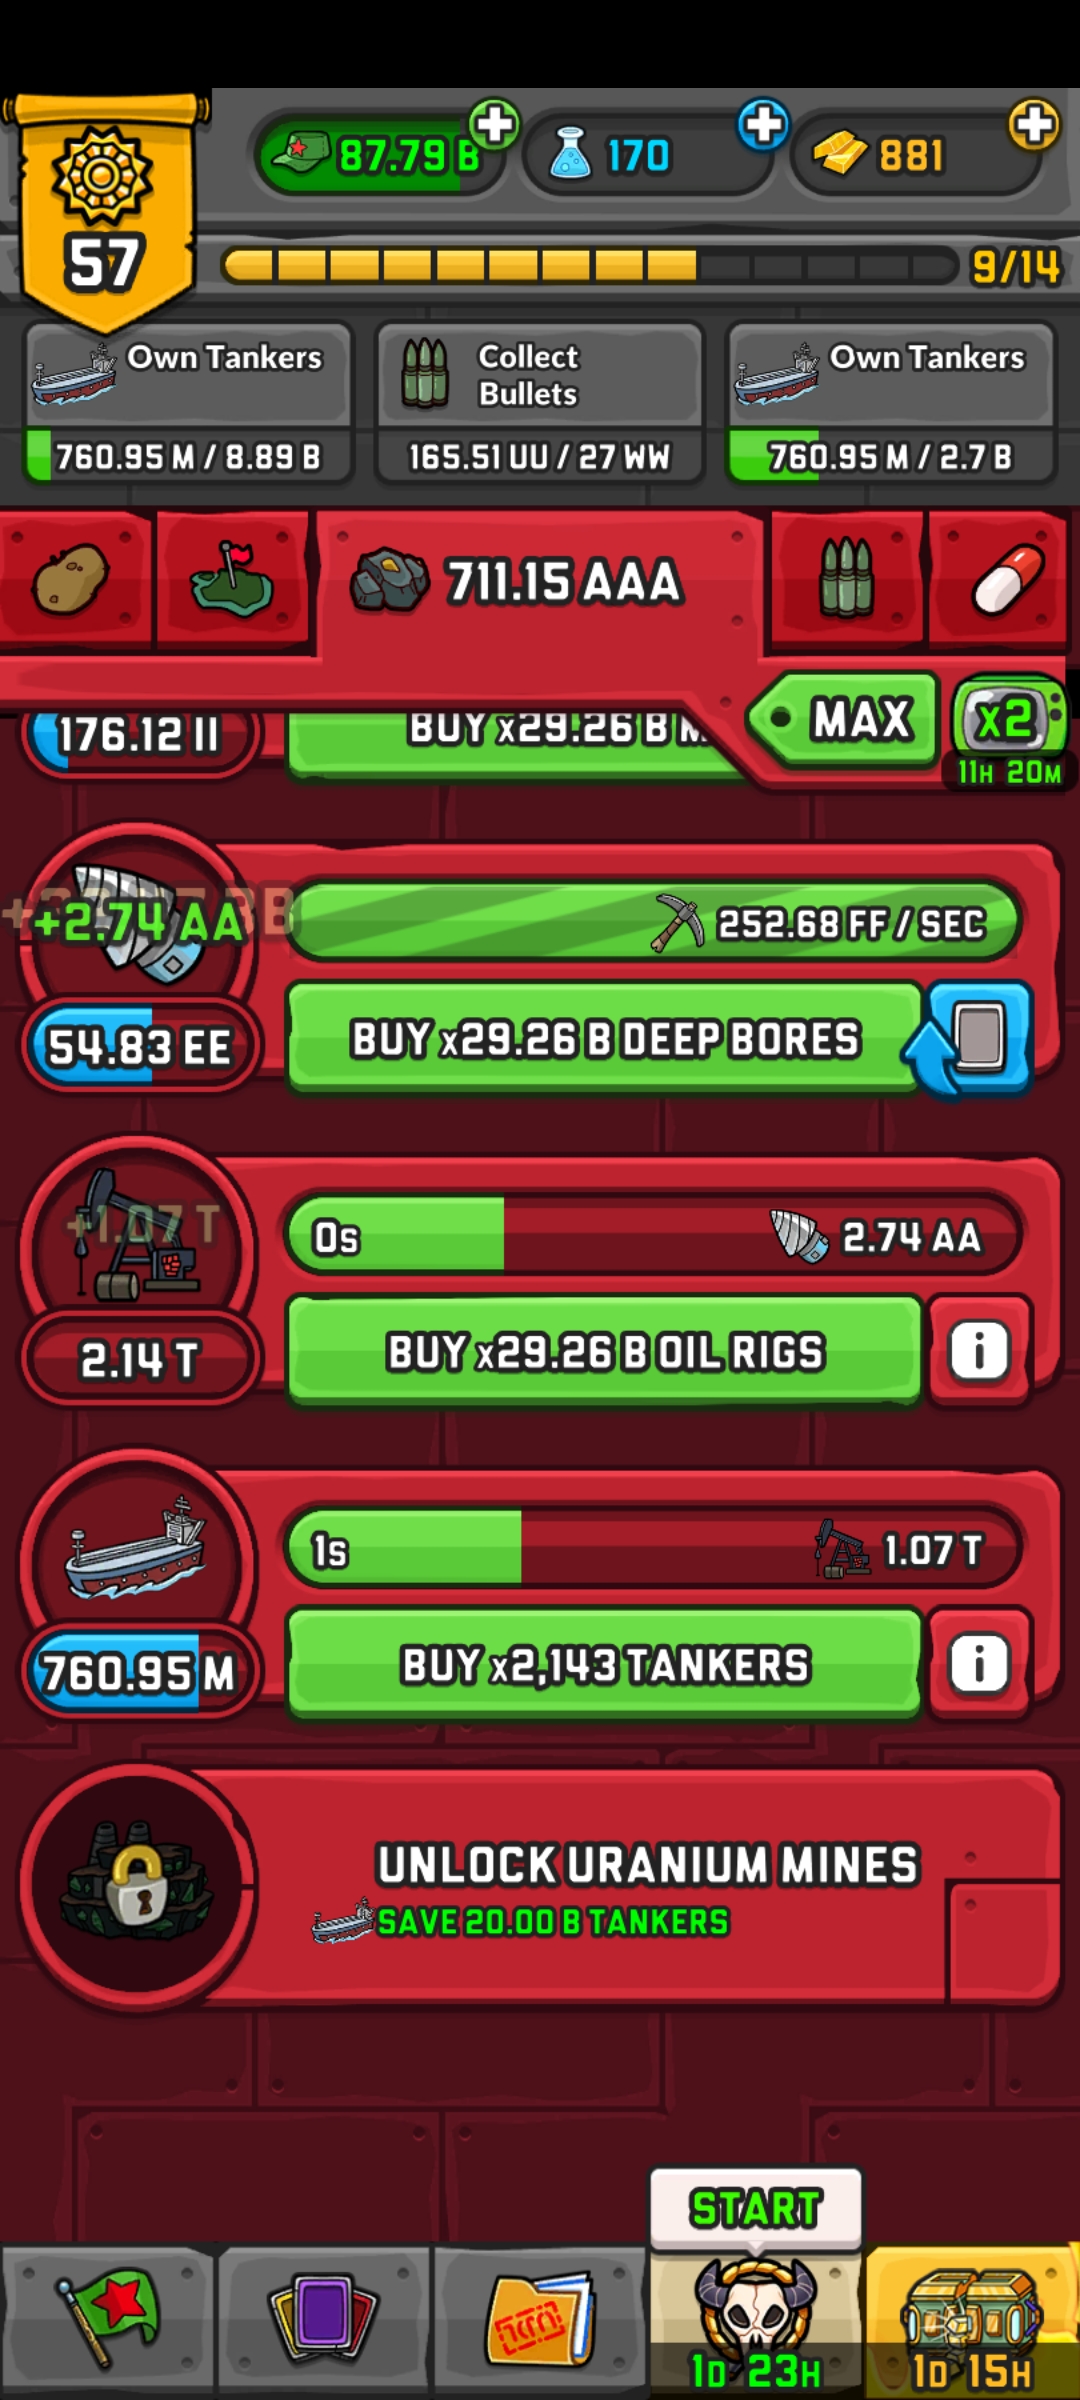 57
87.79 B
170
881
9/14
Own Tankers
760.95 M / 8.89 B
Collect
Bullets
165.51 UU / 27 WW
Own Tankers
760.95 M / 2.7 B
711.15 AAA
MAX
x2
11H 20M
176.12 II
BUY x29.26 B M
+2.74 AA
252.68 FF / SEC
54.83 EE
BUY x29.26 B DEEP BORES
+1.07 T
0s
2.74 AA
2.14 T
BUY x29.26 B OIL RIGS
i
1s
1.07 T
760.95 M
BUY x2,143 TANKERS
i
UNLOCK URANIUM MINES
SAVE 20.00 B TANKERS
START
1D 23H
1D 15H